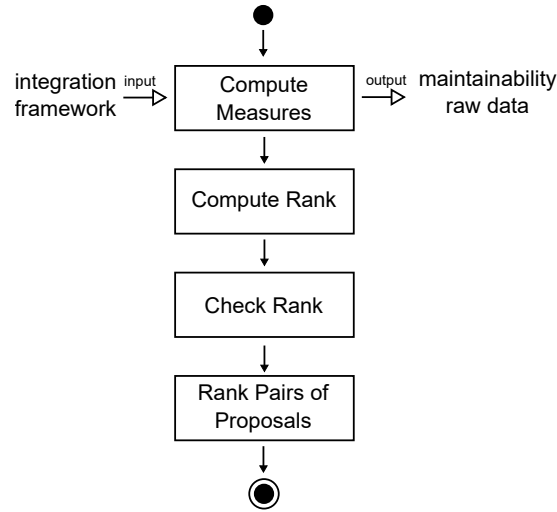 integration
framework
input
Compute
Measures
output
maintainability
raw data
Compute Rank
Check Rank
Rank Pairs of
Proposals